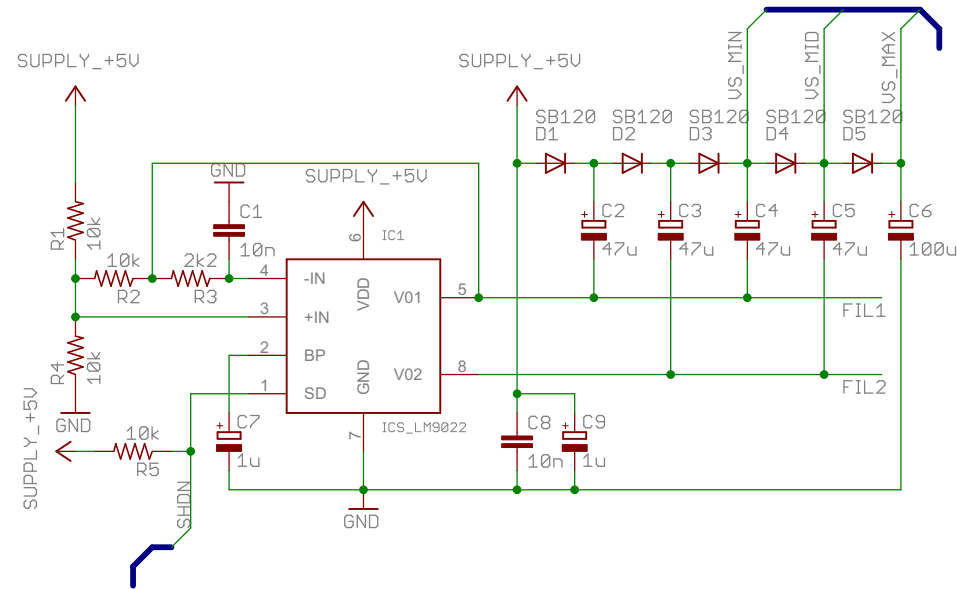 SUPPLY_+5V
SUPPLY_+5V
VS_MIN
VS_MID
VS_MAX
SB120
D1
SB120
D2
SB120
D3
SB120
D4
SB120
D5
GND
SUPPLY_+5V
R1
10k
C1
10n
6
IC1
+
C2
47u
+
C3
47u
+
C4
47u
+
C5
47u
+
C6
100u
10k
R2
2k2
R3
4
-IN
VDD
V01
5
3
+IN
FIL1
R4
10k
2
BP
GND
V02
8
1
SD
FIL2
SUPPLY_+5V
GND
+
C7
1u
7
ICS_LM9022
C8
10n
+
C9
1u
10k
R5
SHDN
GND